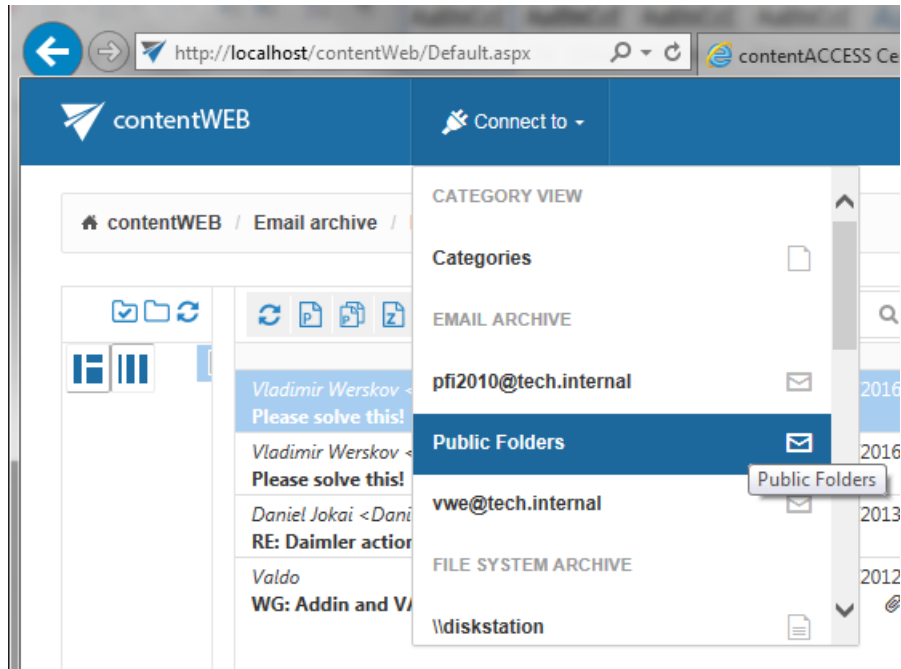 http://localhost/contentWeb/Default.aspx
contentACCESS Ce
contentWEB
Connect to
CATEGORY VIEW
contentWEB / Email archive /
Categories
EMAIL ARCHIVE
P P Z
pfi2010@tech.internal
Vladimir Werskov < 2016
Please solve this!
Public Folders
Vladimir Werskov < 2016
Please solve this!
Public Folders
vwe@tech.internal
Daniel Jokai <Dani 2013
RE: Daimler action
FILE SYSTEM ARCHIVE
Valdo 2012
WG: Addin and VA
\\diskstation